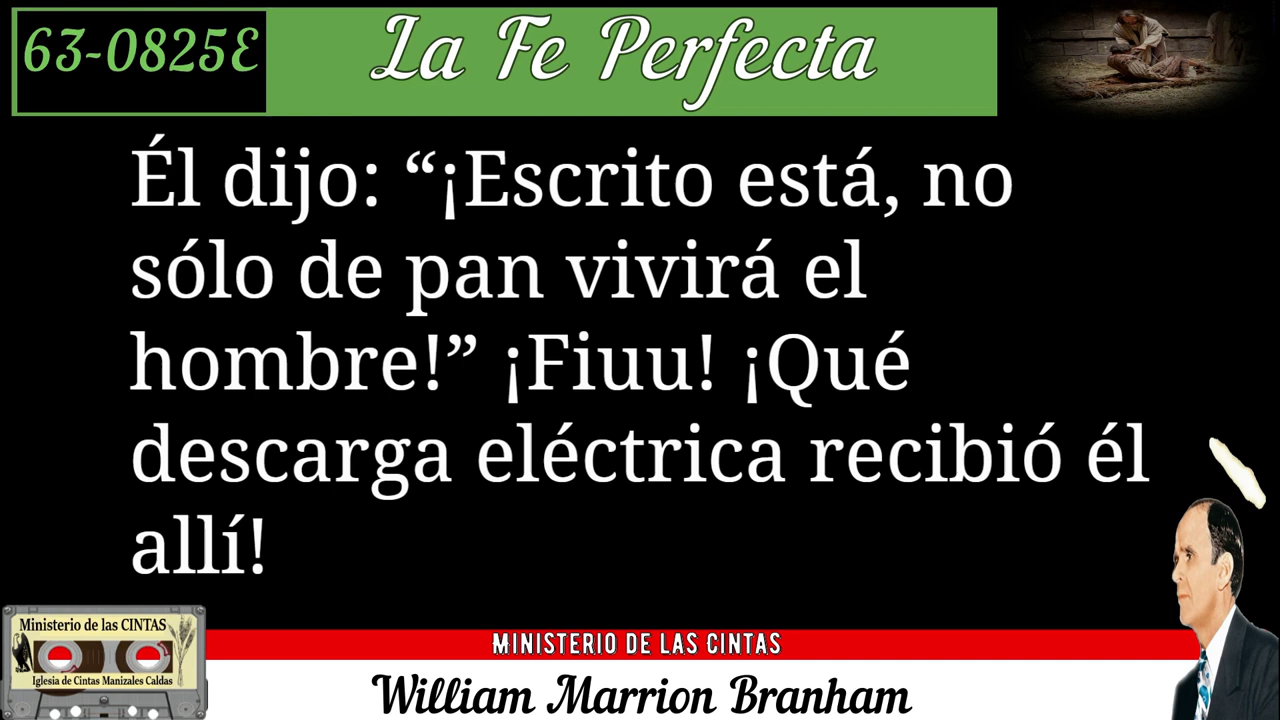 63-0825E
La Fe Perfecta
Él dijo: “¡Escrito está, no
sólo de pan vivirá el
hombre!” ¡Fiuu! ¡Qué
descarga eléctrica recibió él
allí!
Ministerio de las CINTAS
Iglesia de Cintas Manizales Caldas
MINISTERIO DE LAS CINTAS
William Marrion Branham